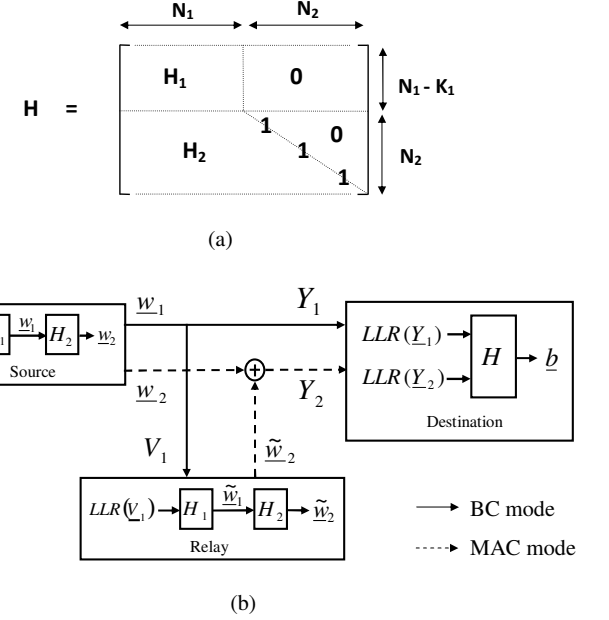 N₁ N₂
H = H₁ 0 N₁ - K₁
H₂ 1 1 1 0 N₂
(a)
w₁ Y₁
₁ w₁ H₂ w₂
Source
LLR(Y₁)
LLR(Y₂)
H b
Destination
w₂ + Y₂
V₁ w̃₂
LLR(V₁) H₁ w̃₁ H₂ w̃₂
Relay
BC mode
MAC mode
(b)